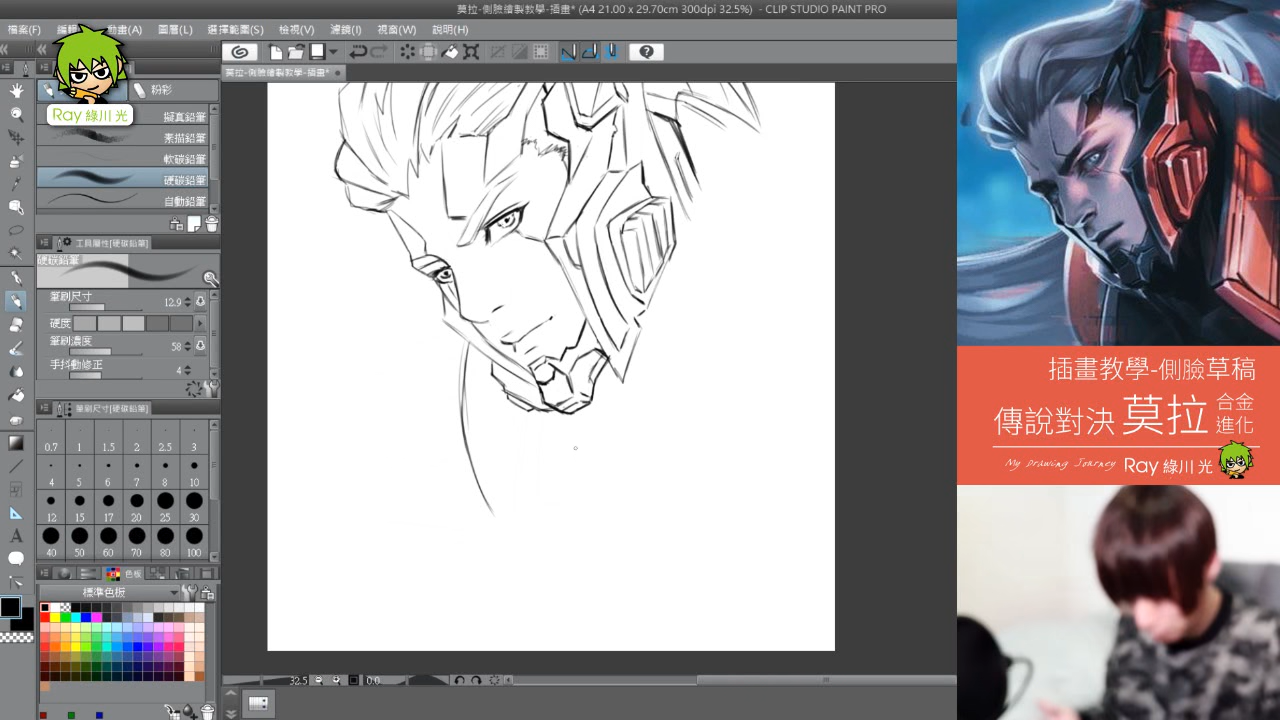 莫拉-側臉繪製教學-插畫* (A4 21.00 x 29.70cm 300dpi 32.5%) - CLIP STUDIO PAINT PRO
檔案(F) 編輯 動畫(A) 圖層(L) 選擇範圍(S) 檢視(V) 濾鏡(I) 視窗(W) 說明(H)
莫拉-側臉繪製教學-插畫*
粉彩
Ray 綠川光
擬真鉛筆
素描鉛筆
軟碳鉛筆
硬碳鉛筆
自動鉛筆
工具屬性[硬碳鉛筆]
硬碳鉛筆
筆刷尺寸 12.9
硬度
筆刷濃度 58
手抖動修正 4
筆刷尺寸[硬碳鉛筆]
0.7 1 1.5 2 2.5 3
4 5 6 7 8 10
12 15 17 20 25 30
40 50 60 70 80 100
色板
標準色板
32.5 0.0
插畫教學-側臉草稿
傳說對決 莫拉 合金進化
My Drawing Journey Ray 綠川光